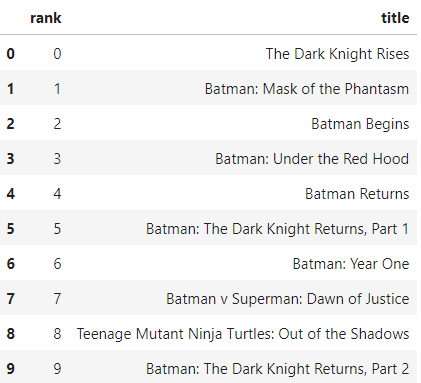 rank title
0 0 The Dark Knight Rises
1 1 Batman: Mask of the Phantasm
2 2 Batman Begins
3 3 Batman: Under the Red Hood
4 4 Batman Returns
5 5 Batman: The Dark Knight Returns, Part 1
6 6 Batman: Year One
7 7 Batman v Superman: Dawn of Justice
8 8 Teenage Mutant Ninja Turtles: Out of the Shadows
9 9 Batman: The Dark Knight Returns, Part 2